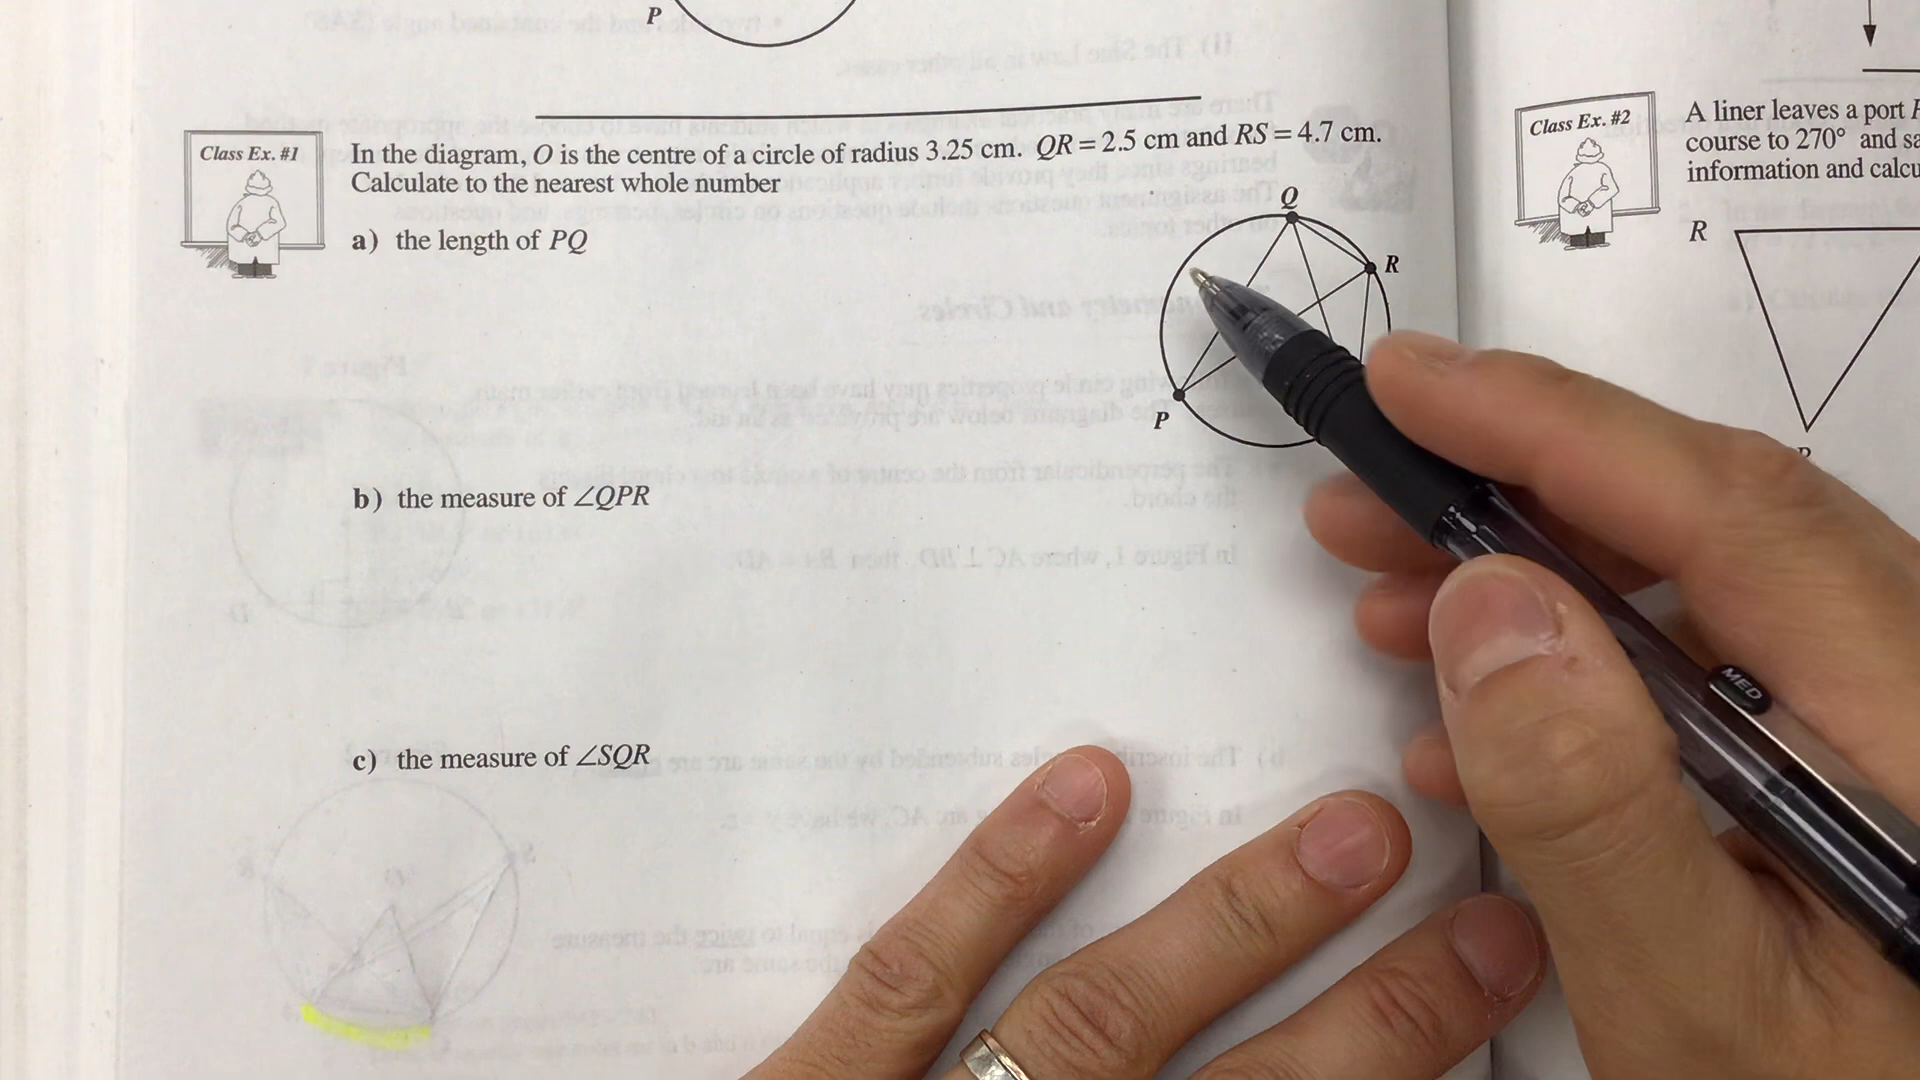 P
Class Ex. #1
In the diagram, O is the centre of a circle of radius 3.25 cm. QR = 2.5 cm and RS = 4.7 cm.
Calculate to the nearest whole number
a) the length of PQ
Q
R
P
b) the measure of ∠QPR
c) the measure of ∠SQR
Class Ex. #2
A liner leaves a port
course to 270° and
information and
R
MED